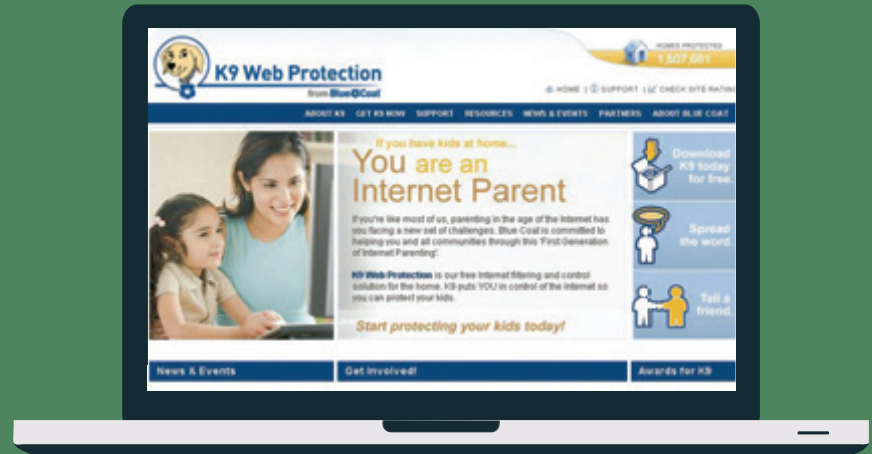 K9 Web Protection
from Blue Coat
HOMES PROTECTED
1,507,661
HOME | SUPPORT | CHECK SITE RATING
ABOUT K9 GET K9 NOW SUPPORT RESOURCES NEWS & EVENTS PARTNERS ABOUT BLUE COAT
If you have kids at home...
You are an
Internet Parent
If you're like most of us, parenting in the age of the Internet has
you facing a new set of challenges. Blue Coat is committed to
helping you and all communities through this 'First Generation
of Internet Parenting'.
K9 Web Protection is our free Internet filtering and control
solution for the home. K9 puts YOU in control of the Internet so
you can protect your kids.
Start protecting your kids today!
Download
K9 today
for free.
Spread
the word.
Tell a
friend.
News & Events
Get Involved!
Awards for K9